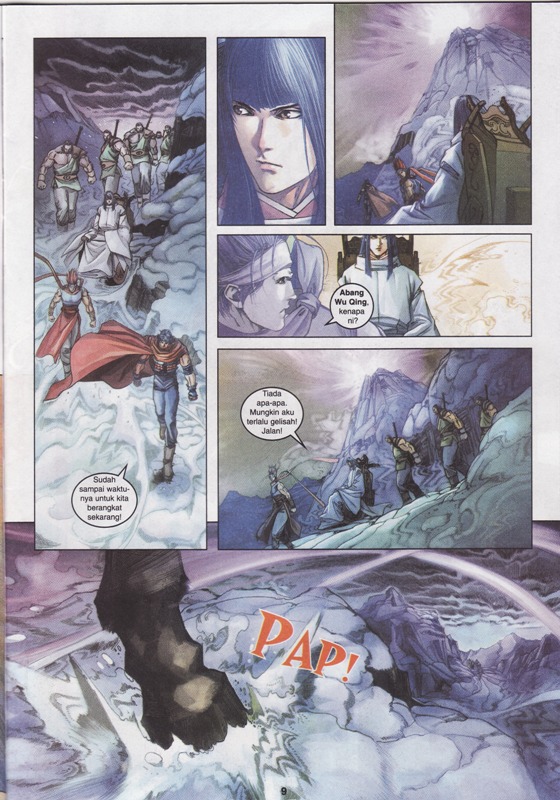 Sudah
sampai waktu-
nya untuk kita
berangkat
sekarang!
Abang
Wu Qing,
kenapa
ni?
Tiada
apa-apa.
Mungkin aku
terlalu gelisah!
Jalan!
PAP!
9